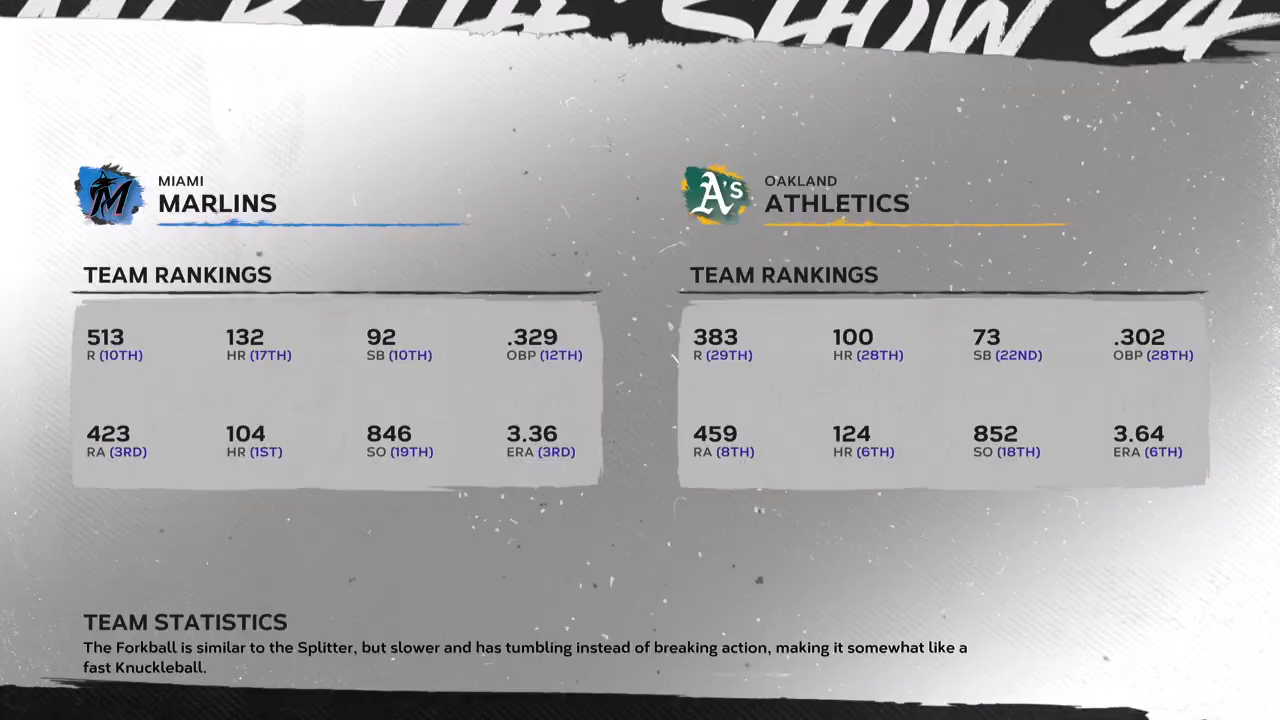 MLB THE SHOW 24
MIAMI
MARLINS
OAKLAND
A's
ATHLETICS
TEAM RANKINGS
TEAM RANKINGS
513 132 92 .329
R (10TH) HR (17TH) SB (10TH) OBP (12TH)
423 104 846 3.36
RA (3RD) HR (1ST) SO (19TH) ERA (3RD)
383 100 73 .302
R (29TH) HR (28TH) SB (22ND) OBP (28TH)
459 124 852 3.64
RA (8TH) HR (6TH) SO (18TH) ERA (6TH)
TEAM STATISTICS
The Forkball is similar to the Splitter, but slower and has tumbling instead of breaking action, making it somewhat like a
fast Knuckleball.